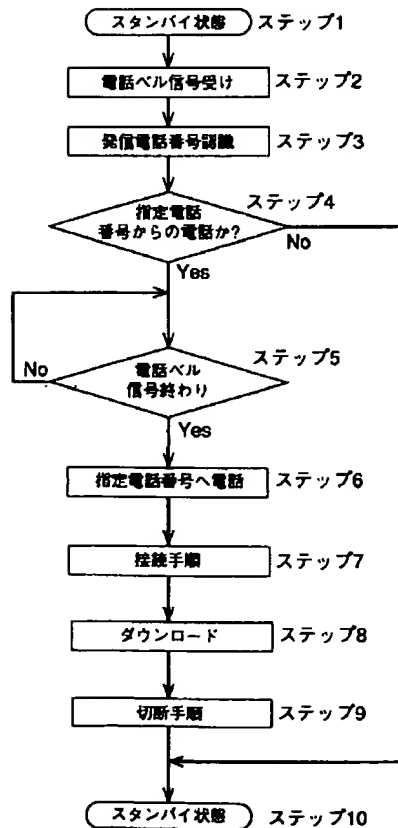 スタンバイ状態 ステップ1
電話ベル信号受け ステップ2
発信電話番号認識 ステップ3
ステップ4
指定電話
番号からの電話か?
No
Yes
ステップ5
電話ベル
信号終わり
No
Yes
指定電話番号へ電話 ステップ6
接続手順 ステップ7
ダウンロード ステップ8
切断手順 ステップ9
スタンバイ状態 ステップ10